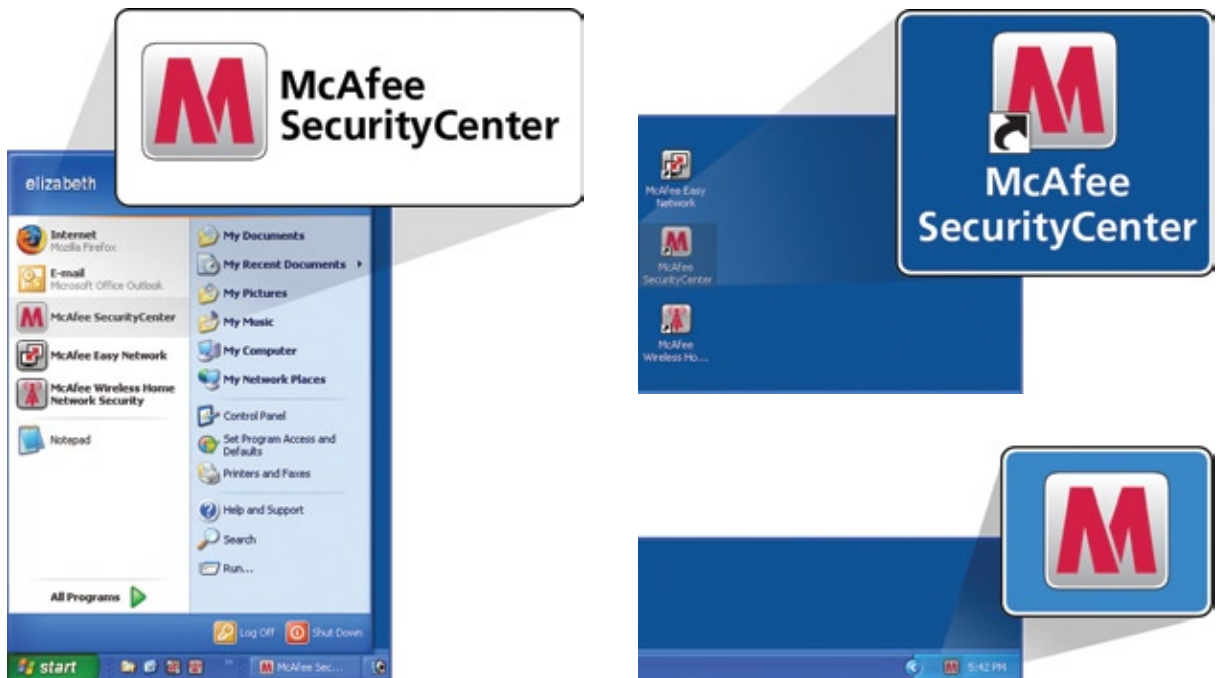 McAfee
SecurityCenter
elizabeth
Internet
Mozilla Firefox
E-mail
Microsoft Office Outlook
McAfee SecurityCenter
McAfee Easy Network
McAfee Wireless Home
Network Security
Notepad
All Programs
My Documents
My Recent Documents
My Pictures
My Music
My Computer
My Network Places
Control Panel
Set Program Access and
Defaults
Printers and Faxes
Help and Support
Search
Run...
Log Off
Shut Down
start
McAfee Sec...
McAfee
SecurityCenter
McAfee Easy
Network
McAfee
SecurityCenter
McAfee
Wireless Ho...
5:42 PM